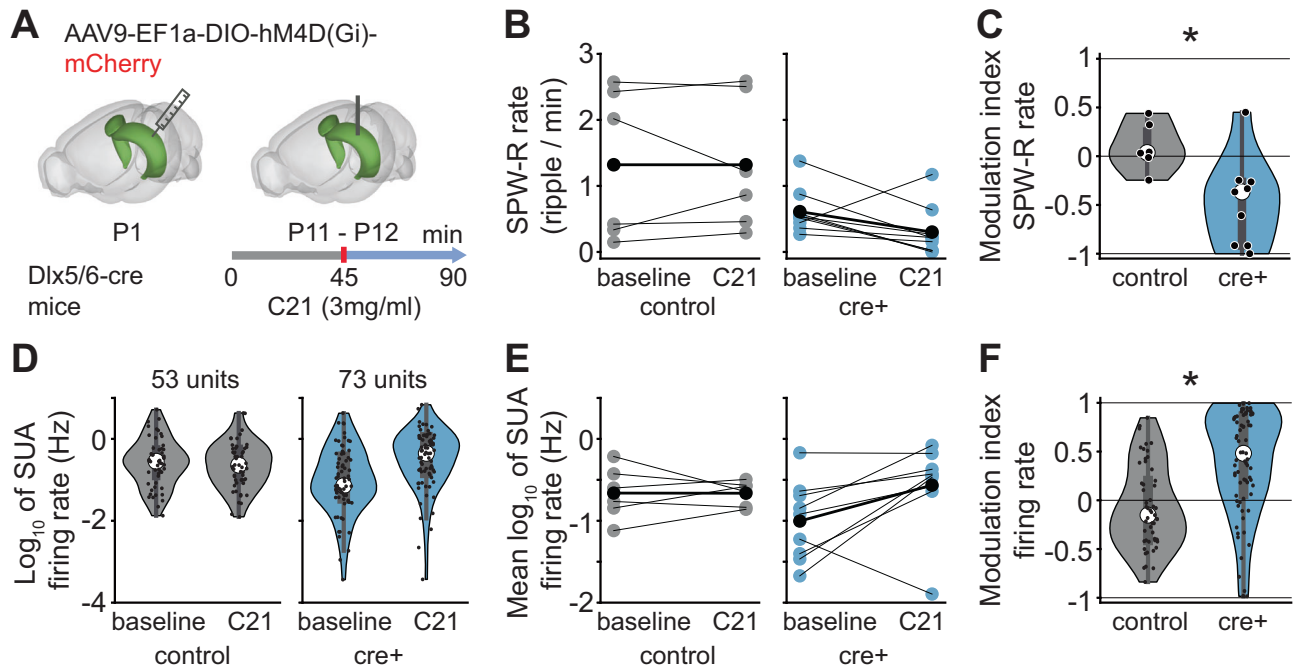 A
AAV9-EF1a-DIO-hM4D(Gi)-
mCherry
P1
P11 - P12
min
0
45
90
Dlx5/6-cre
mice
C21 (3mg/ml)
B
SPW-R rate
(ripple / min)
3
2
1
0
baseline C21
control
baseline C21
cre+
C
*
Modulation index
SPW-R rate
1
0.5
0
-0.5
-1
control cre+
D
53 units
73 units
Log10 of SUA
firing rate (Hz)
0
-2
-4
baseline C21
control
baseline C21
cre+
E
Mean log10 of SUA
firing rate (Hz)
0
-1
-2
baseline C21
control
baseline C21
cre+
F
*
Modulation index
firing rate
1
0.5
0
-0.5
-1
control cre+